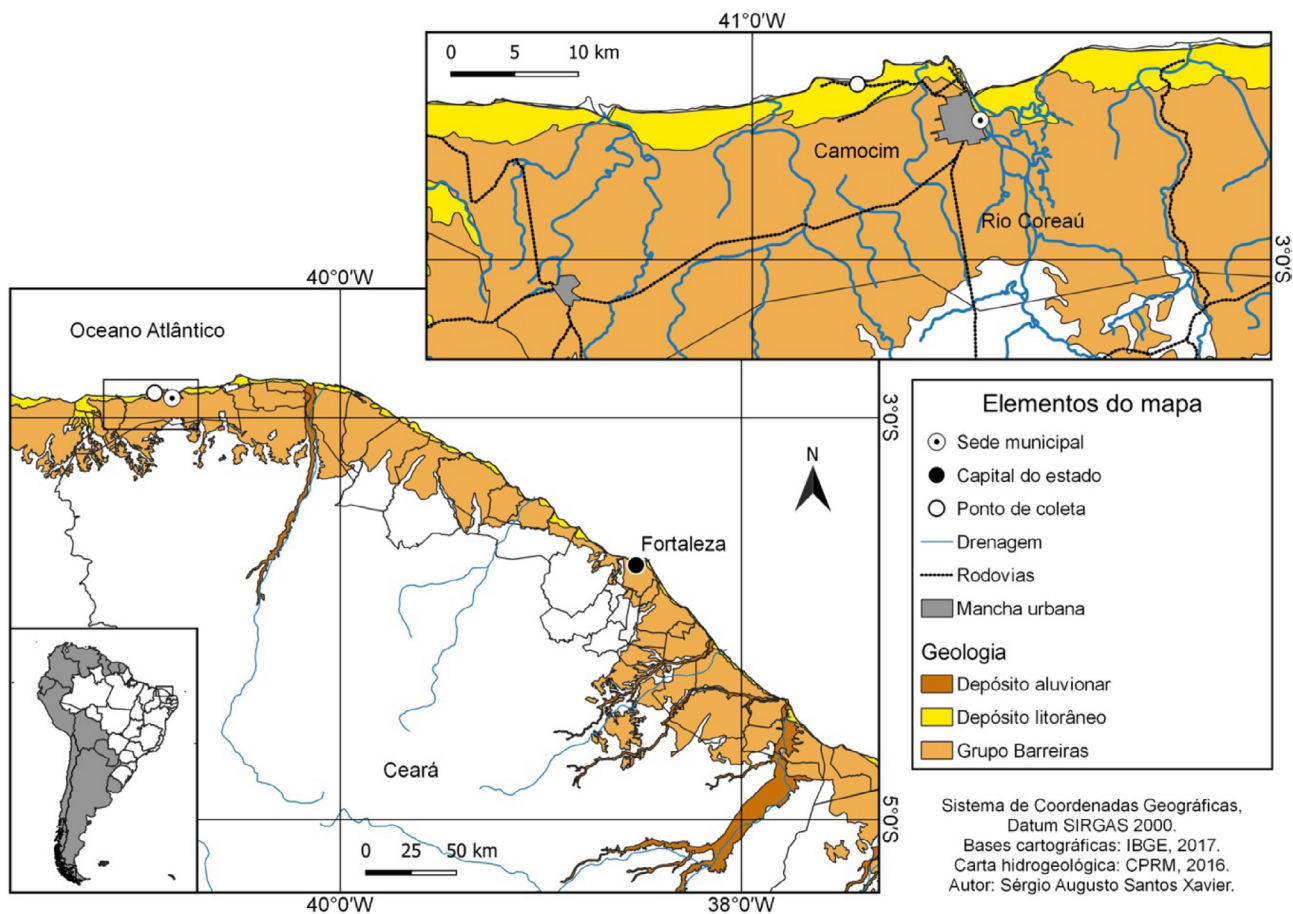 41°0'W
0 5 10 km
Camocim
Rio Coreaú
3°0'S
40°0'W
Oceano Atlântico
3°0'S
N
Fortaleza
Ceará
5°0'S
0 25 50 km
40°0'W
38°0'W
Elementos do mapa
Sede municipal
Capital do estado
Ponto de coleta
Drenagem
Rodovias
Mancha urbana
Geologia
Depósito aluvionar
Depósito litorâneo
Grupo Barreiras
Sistema de Coordenadas Geográficas,
Datum SIRGAS 2000.
Bases cartográficas: IBGE, 2017.
Carta hidrogeológica: CPRM, 2016.
Autor: Sérgio Augusto Santos Xavier.